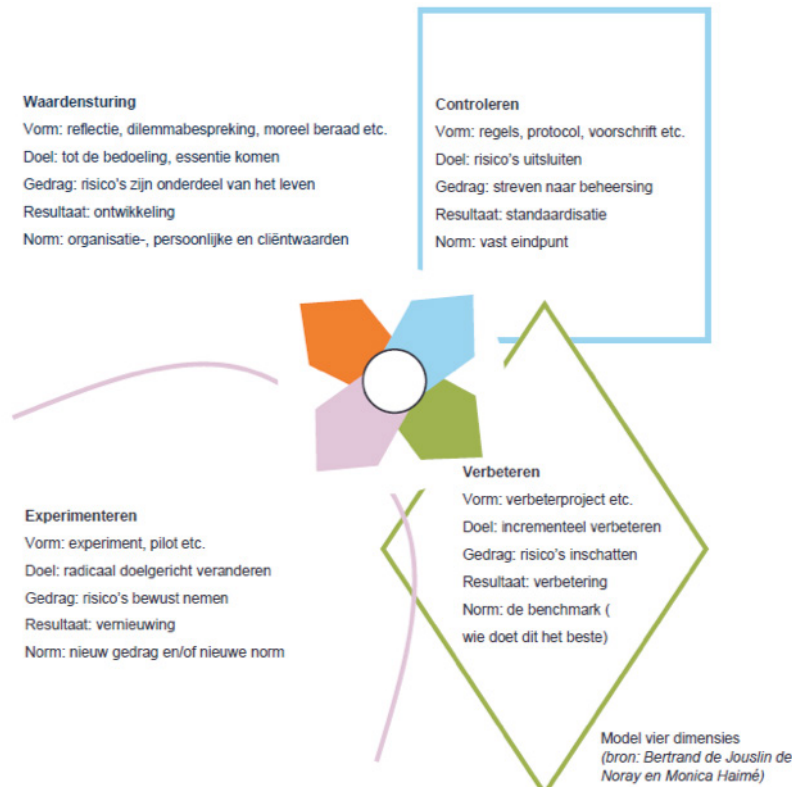 Waardensturing
Vorm: reflectie, dilemmabespreking, moreel beraad etc.
Doel: tot de bedoeling, essentie komen
Gedrag: risico's zijn onderdeel van het leven
Resultaat: ontwikkeling
Norm: organisatie-, persoonlijke en cliëntwaarden
Controleren
Vorm: regels, protocol, voorschrift etc.
Doel: risico's uitsluiten
Gedrag: streven naar beheersing
Resultaat: standaardisatie
Norm: vast eindpunt
Experimenteren
Vorm: experiment, pilot etc.
Doel: radicaal doelgericht veranderen
Gedrag: risico's bewust nemen
Resultaat: vernieuwing
Norm: nieuw gedrag en/of nieuwe norm
Verbeteren
Vorm: verbeterproject etc.
Doel: incrementeel verbeteren
Gedrag: risico's inschatten
Resultaat: verbetering
Norm: de benchmark (
wie doet dit het beste)
Model vier dimensies
(bron: Bertrand de Jouslin de
Noray en Monica Haimé)